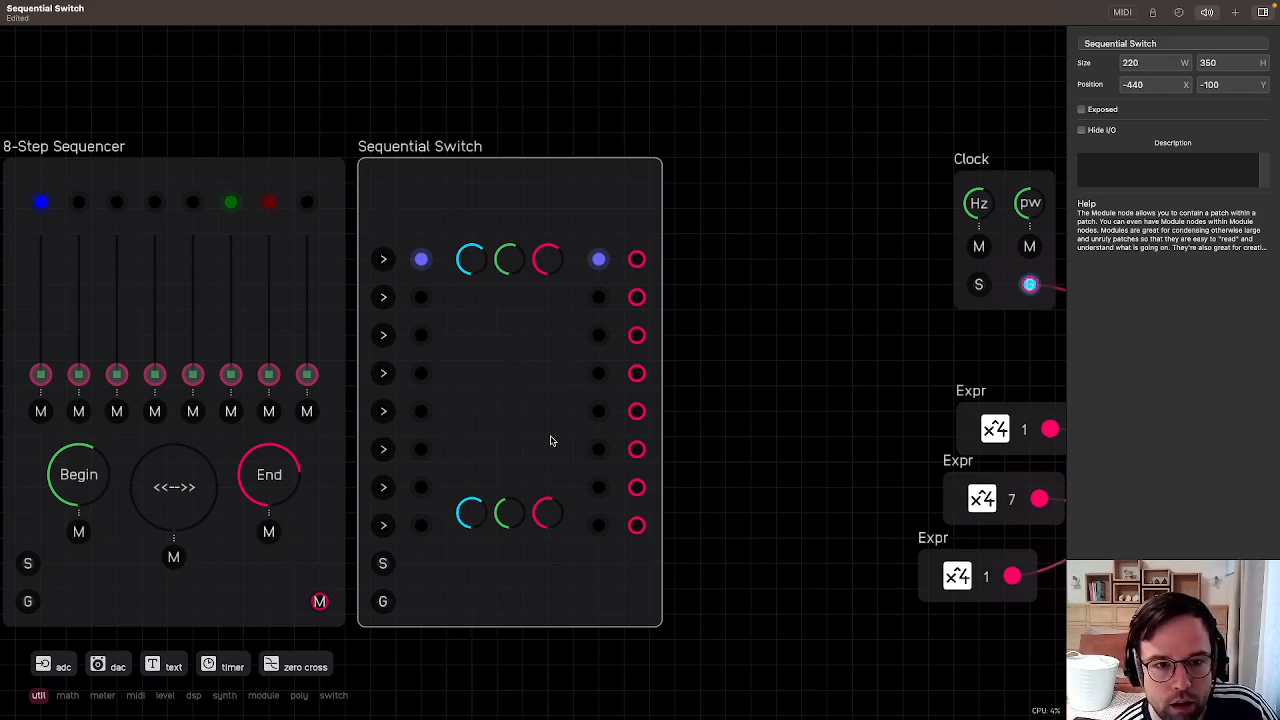 Sequential Switch
Edited
MIDI
Sequential Switch
Size 220 W 350 H
Position -440 X -100 Y
Exposed
Hide I/O
Description
Help
The Module node allows you to contain a patch within a
patch. You can even have Module nodes within Module
nodes. Modules are great for condensing otherwise large
and unruly patches so that they are easy to "read" and
understand what is going on. They're also great for creati...
8-Step Sequencer
M M M M M M M M
Begin <<-->> End
M M M
S
G M
Sequential Switch
>
>
>
>
>
>
>
>
S
G
Clock
Hz pw
M M
S G
Expr
x^4 1
Expr
x^4 7
Expr
x^4 1
adc dac text timer zero cross
util math meter midi level dsp synth module poly switch
CPU: 4%